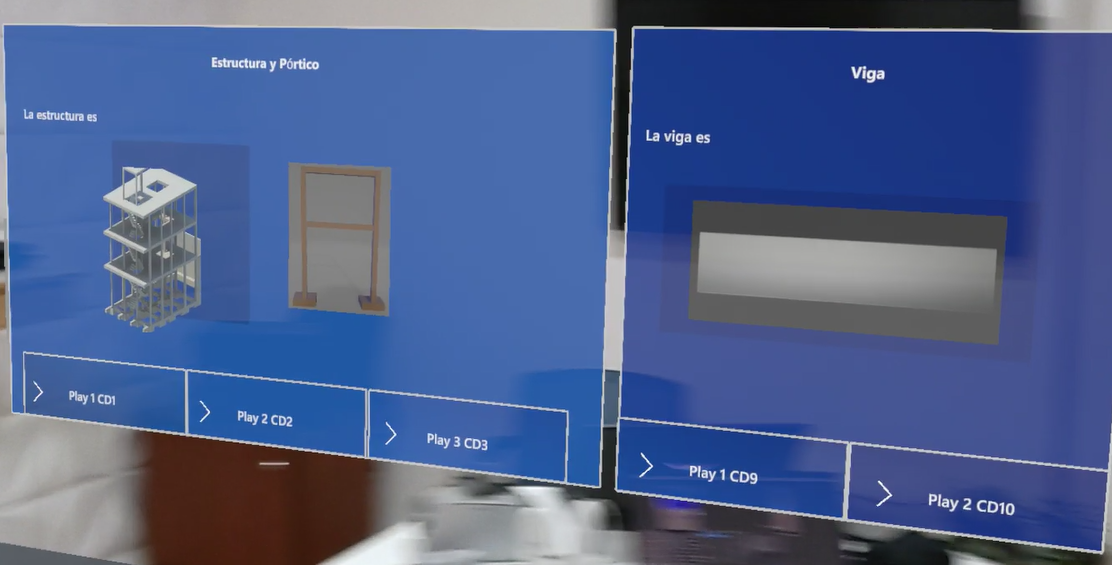 Estructura y Pórtico
La estructura es
Play 1 CD1
Play 2 CD2
Play 3 CD3
Viga
La viga es
Play 1 CD9
Play 2 CD10